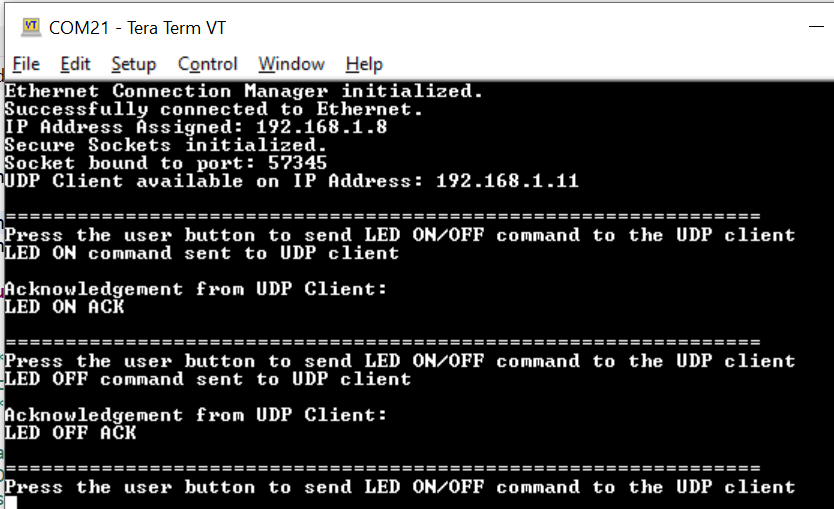 VT
COM21 - Tera Term VT
File Edit Setup Control Window Help
Ethernet Connection Manager initialized.
Successfully connected to Ethernet.
IP Address Assigned: 192.168.1.8
Secure Sockets initialized.
Socket bound to port: 57345
UDP Client available on IP Address: 192.168.1.11
===============================================================
Press the user button to send LED ON/OFF command to the UDP client
LED ON command sent to UDP client
Acknowledgement from UDP Client:
LED ON ACK
===============================================================
Press the user button to send LED ON/OFF command to the UDP client
LED OFF command sent to UDP client
Acknowledgement from UDP Client:
LED OFF ACK
===============================================================
Press the user button to send LED ON/OFF command to the UDP client